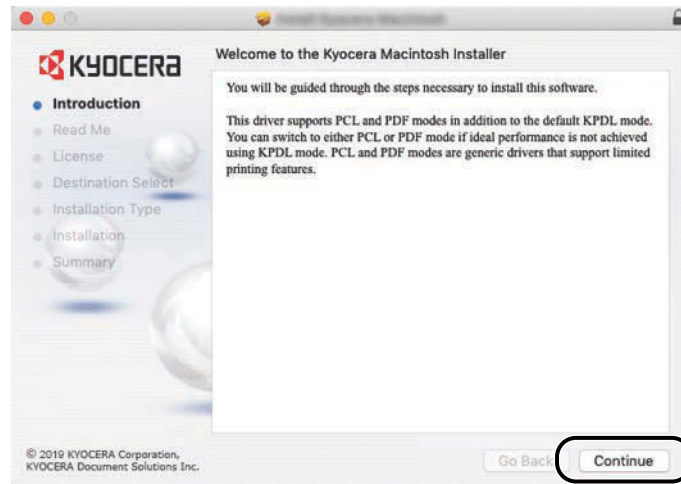 KYOCERA
Introduction
Read Me
License
Destination Select
Installation Type
Installation
Summary
© 2019 KYOCERA Corporation,
KYOCERA Document Solutions Inc.
Install Kyocera Macintosh
Welcome to the Kyocera Macintosh Installer
You will be guided through the steps necessary to install this software.
This driver supports PCL and PDF modes in addition to the default KPDL mode.
You can switch to either PCL or PDF mode if ideal performance is not achieved
using KPDL mode. PCL and PDF modes are generic drivers that support limited
printing features.
Go Back
Continue